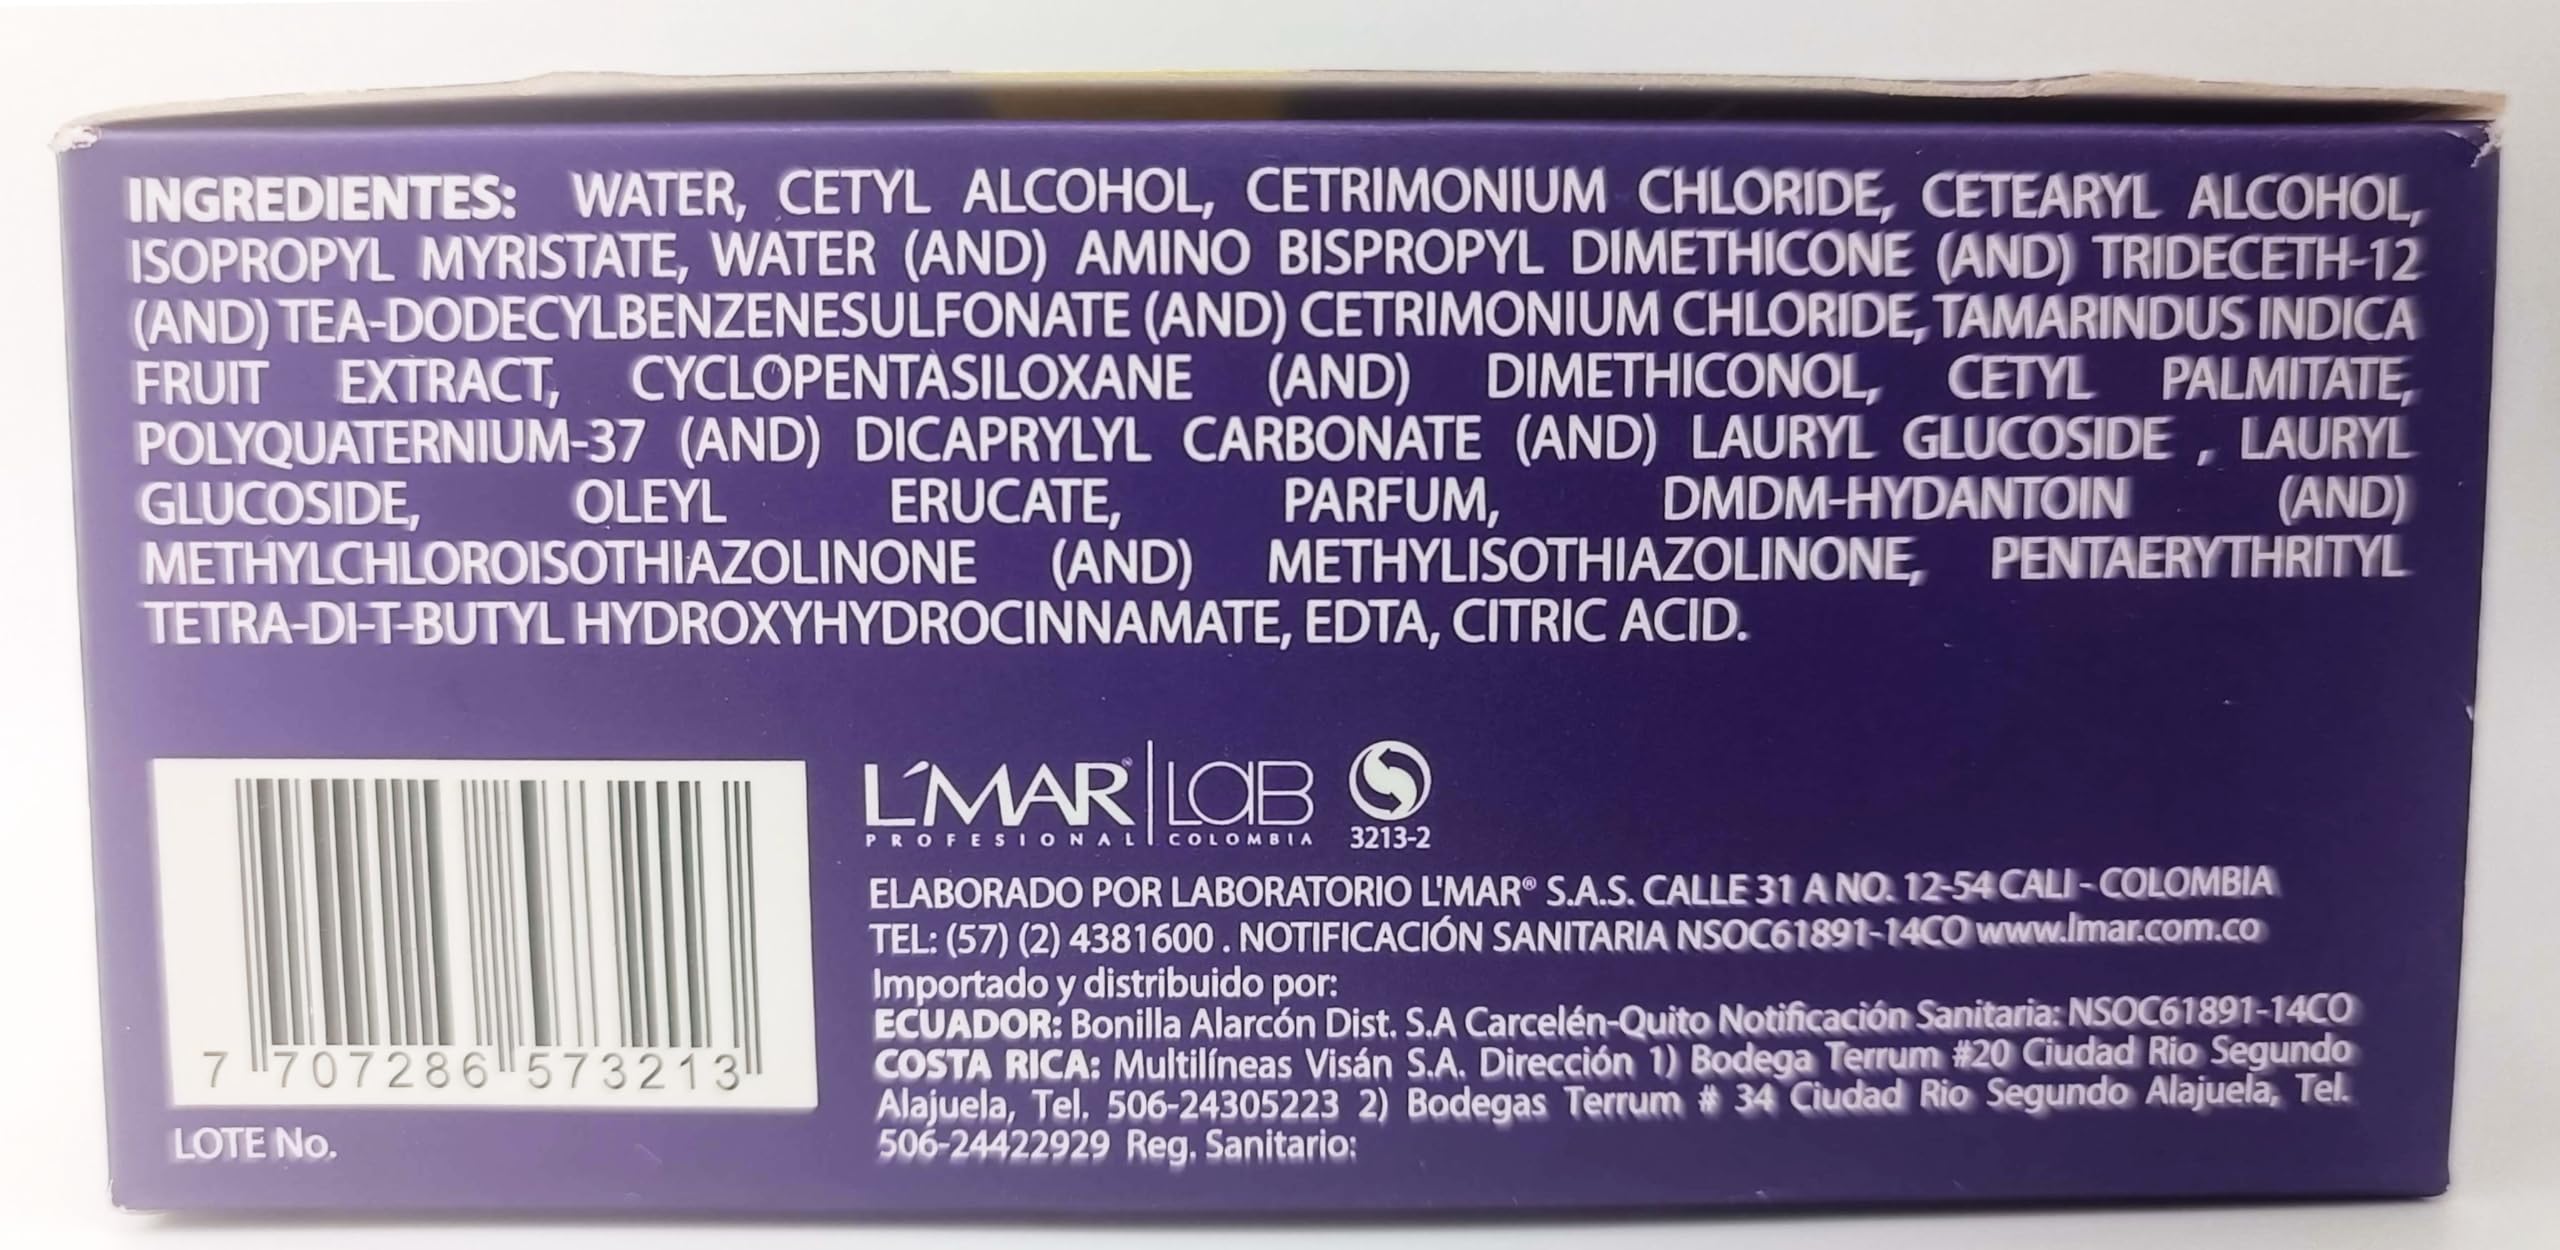 INGREDIENTES: WATER, CETYL ALCOHOL, CETRIMONIUM CHLORIDE, CETEARYL ALCOHOL,
ISOPROPYL MYRISTATE, WATER (AND) AMINO BISPROPYL DIMETHICONE (AND) TRIDECETH-12
(AND) TEA-DODECYLBENZENESULFONATE (AND) CETRIMONIUM CHLORIDE, TAMARINDUS INDICA
FRUIT EXTRACT, CYCLOPENTASILOXANE (AND) DIMETHICONOL, CETYL PALMITATE,
POLYQUATERNIUM-37 (AND) DICAPRYLYL CARBONATE (AND) LAURYL GLUCOSIDE , LAURYL
GLUCOSIDE, OLEYL ERUCATE, PARFUM, DMDM-HYDANTOIN (AND)
METHYLCHLOROISOTHIAZOLINONE (AND) METHYLISOTHIAZOLINONE, PENTAERYTHRITYL
TETRA-DI-T-BUTYL HYDROXYHYDROCINNAMATE, EDTA, CITRIC ACID.
7 707286 573213
LOTE No.
L'MAR® LAB
PROFESIONAL COLOMBIA 3213-2
ELABORADO POR LABORATORIO L'MAR® S.A.S. CALLE 31 A NO. 12-54 CALI - COLOMBIA
TEL: (57) (2) 4381600 . NOTIFICACIÓN SANITARIA NSOC61891-14CO www.lmar.com.co
Importado y distribuido por:
ECUADOR: Bonilla Alarcón Dist. S.A Carcelén-Quito Notificación Sanitaria: NSOC61891-14CO
COSTA RICA: Multilíneas Visán S.A. Dirección 1) Bodega Terrum #20 Ciudad Rio Segundo
Alajuela, Tel. 506-24305223 2) Bodegas Terrum # 34 Ciudad Rio Segundo Alajuela, Tel.
506-24422929 Reg. Sanitario: